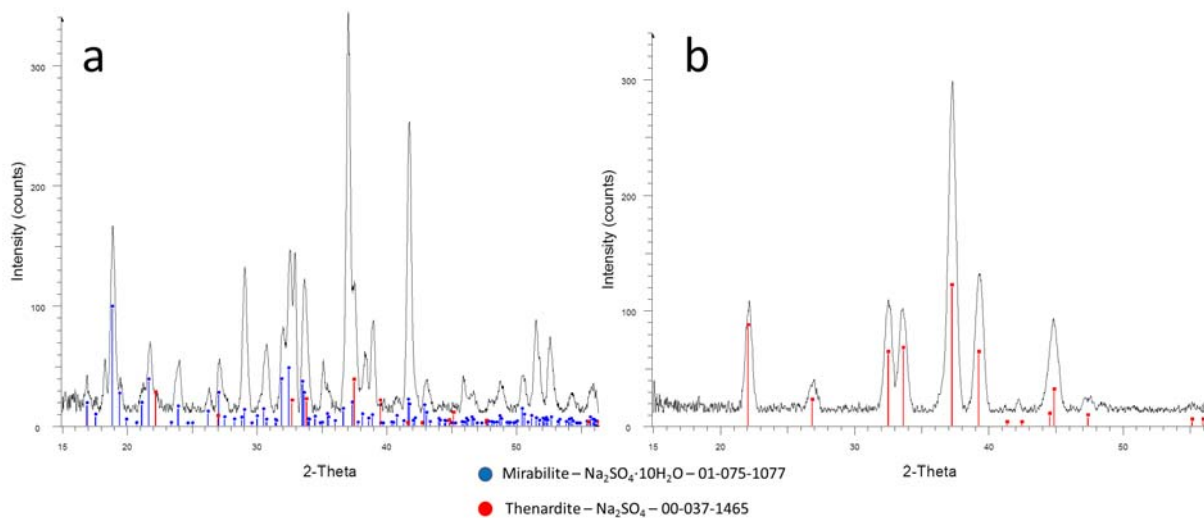 a
b
Intensity (counts)
300
200
100
0
15
20
30
40
50
2-Theta
Intensity (counts)
300
200
100
0
15
20
30
40
50
2-Theta
Mirabilite – Na₂SO₄·10H₂O – 01-075-1077
Thenardite – Na₂SO₄ – 00-037-1465